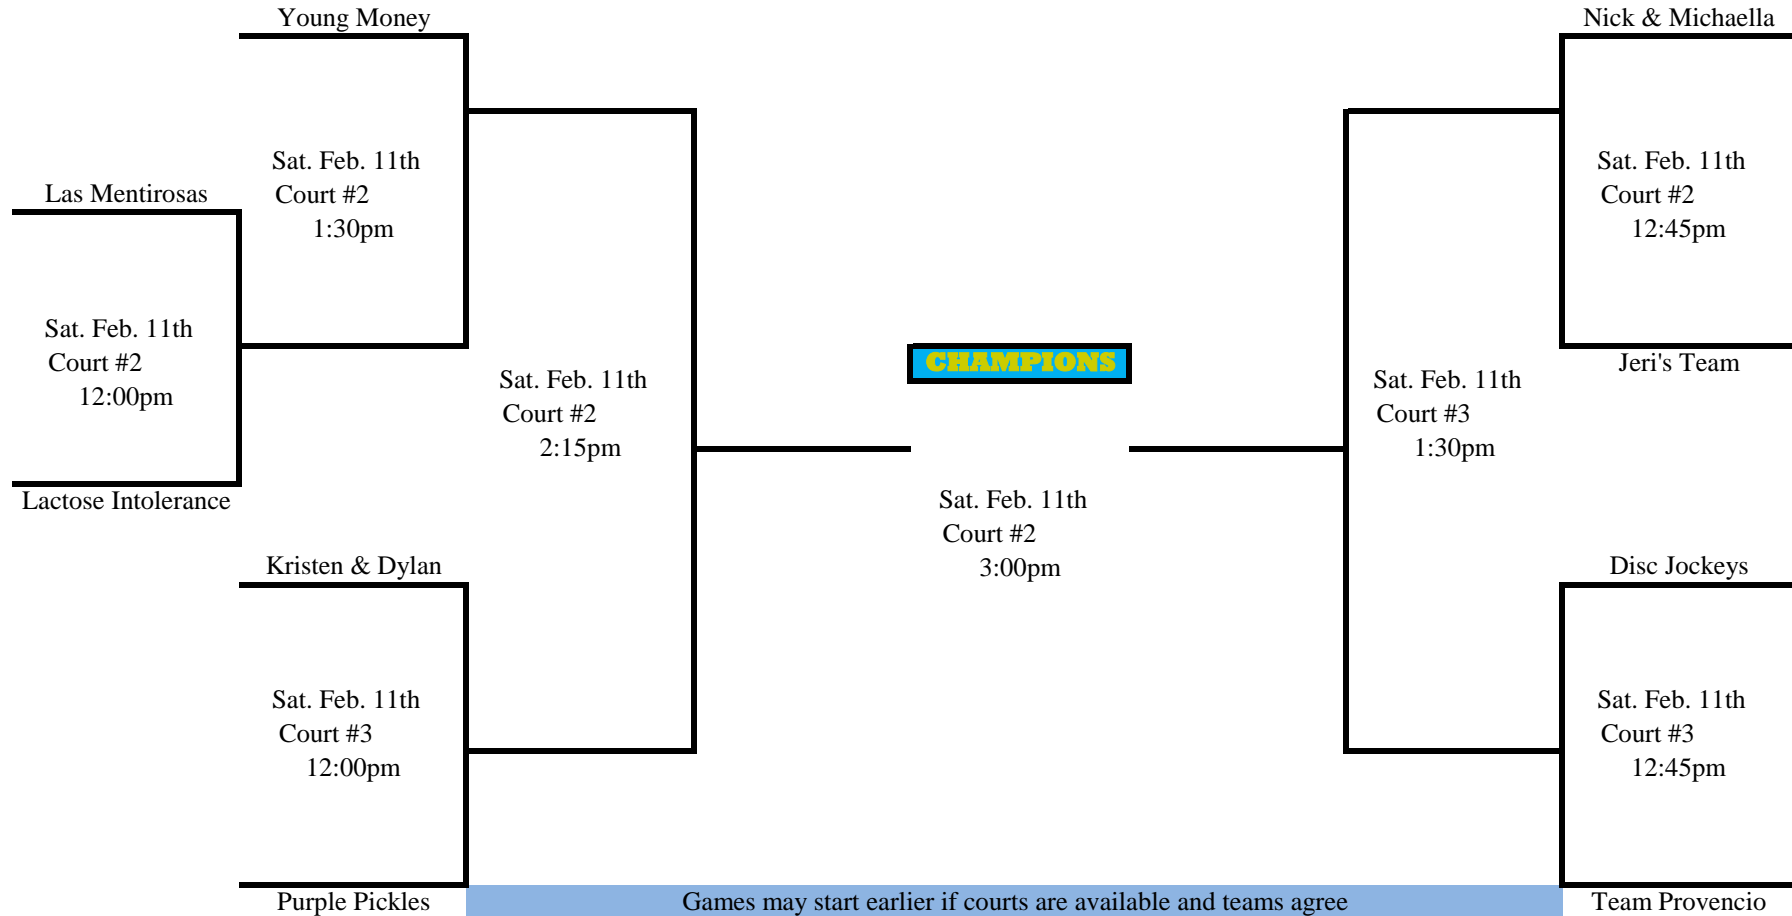 Young Money
Nick & Michaella
Sat. Feb. 11th
Court #2
1:30pm
Sat. Feb. 11th
Court #2
12:45pm
Las Mentirosas
Sat. Feb. 11th
Court #2
12:00pm
Lactose Intolerance
CHAMPIONS
Jeri's Team
Sat. Feb. 11th
Court #2
2:15pm
Sat. Feb. 11th
Court #3
1:30pm
Sat. Feb. 11th
Court #2
3:00pm
Kristen & Dylan
Disc Jockeys
Sat. Feb. 11th
Court #3
12:00pm
Sat. Feb. 11th
Court #3
12:45pm
Purple Pickles
Games may start earlier if courts are available and teams agree
Team Provencio